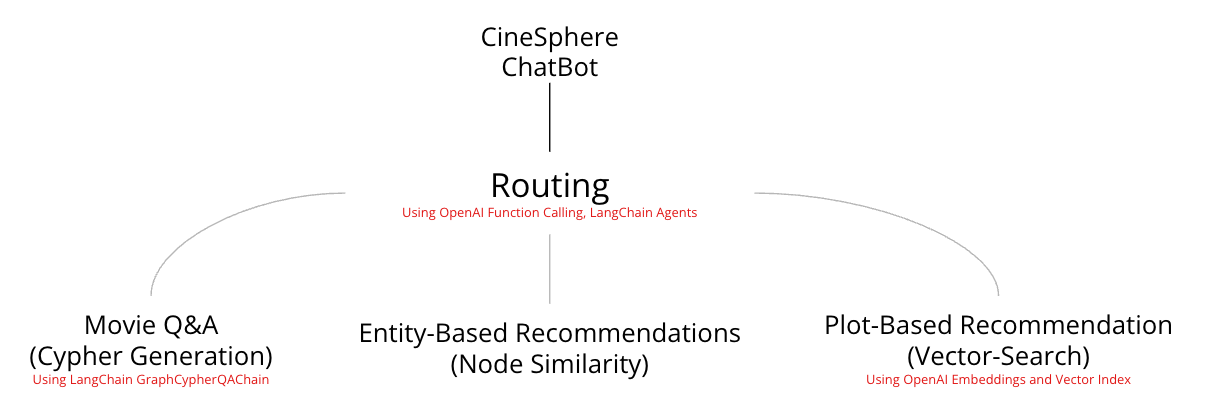 CineSphere
ChatBot
Routing
Using OpenAI Function Calling, LangChain Agents
Movie Q&A
(Cypher Generation)
Using LangChain GraphCypherQAChain
Entity-Based Recommendations
(Node Similarity)
Plot-Based Recommendation
(Vector-Search)
Using OpenAI Embeddings and Vector Index